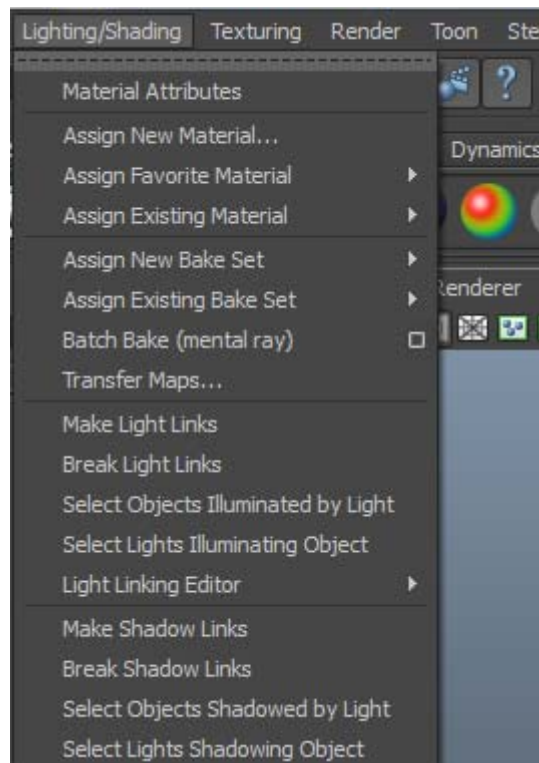 Lighting/Shading Texturing Render Toon Ste
Material Attributes
Assign New Material...
Dynamics
Assign Favorite Material
Assign Existing Material
Assign New Bake Set
Renderer
Assign Existing Bake Set
Batch Bake (mental ray)
Transfer Maps...
Make Light Links
Break Light Links
Select Objects Illuminated by Light
Select Lights Illuminating Object
Light Linking Editor
Make Shadow Links
Break Shadow Links
Select Objects Shadowed by Light
Select Lights Shadowing Object